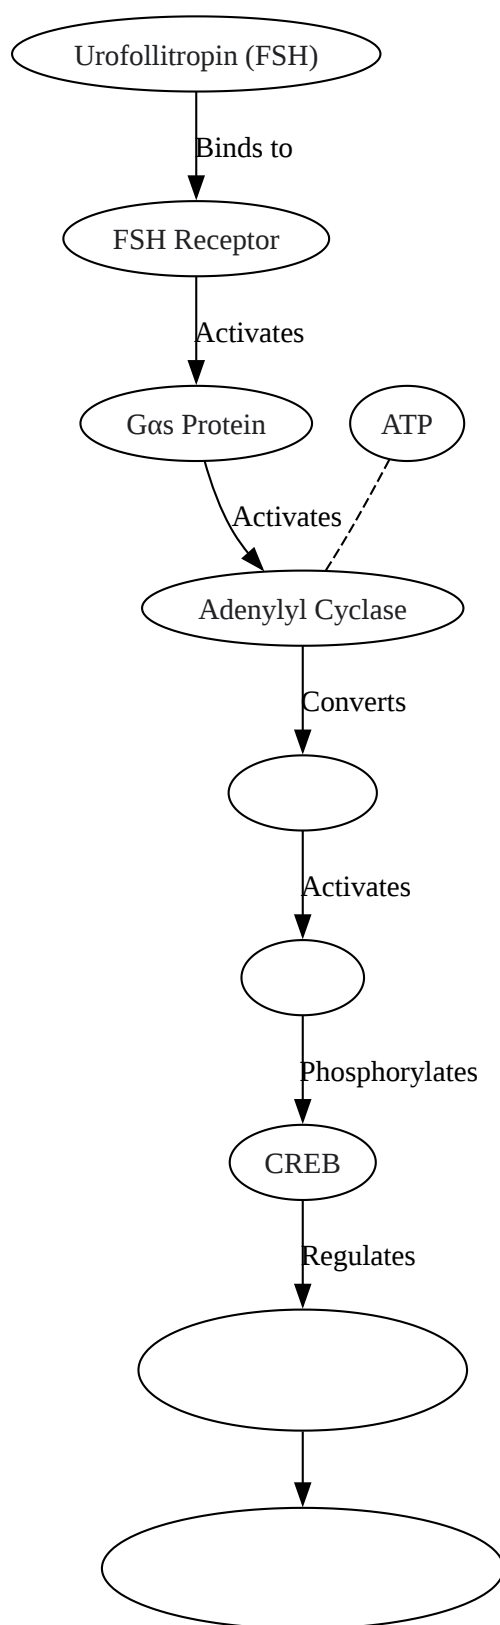 Urofollitropin (FSH)
Binds to
FSH Receptor
Activates
Gαs Protein
ATP
Activates
Adenylyl Cyclase
Converts
Activates
Phosphorylates
CREB
Regulates